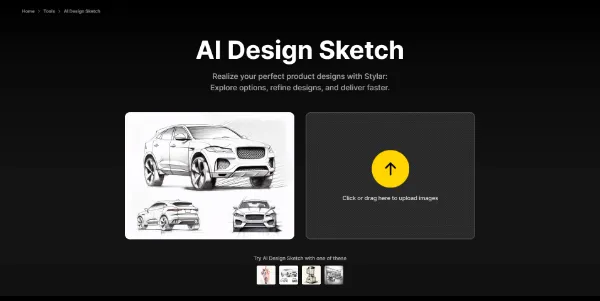 Home > Tools > AI Design Sketch
AI Design Sketch
Realize your perfect product designs with Stylar:
Explore options, refine designs, and deliver faster.
Click or drag here to upload images
Try AI Design Sketch with one of these